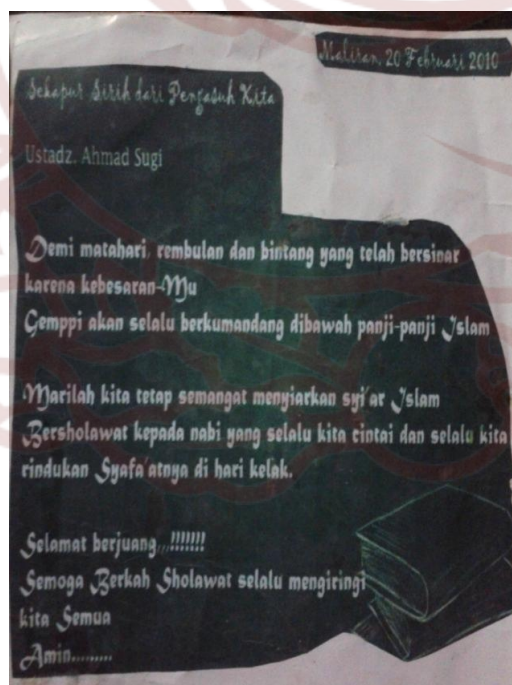 Maliran, 20 Februari 2010
Sekapur Sirih dari Pengasuh Kita
Ustadz. Ahmad Sugi
Demi matahari, rembulan dan bintang yang telah bersinar
karena kebesaran-Mu
Gemppi akan selalu berkumandang dibawah panji-panji Islam
Marilah kita tetap semangat menyiarkan syi'ar Islam
Bersholawat kepada nabi yang selalu kita cintai dan selalu kita
rindukan Syafa'atnya di hari kelak.
Selamat berjuang,..!!!!!!!
Semoga Berkah Sholawat selalu mengiringi
kita Semua
Amin.........